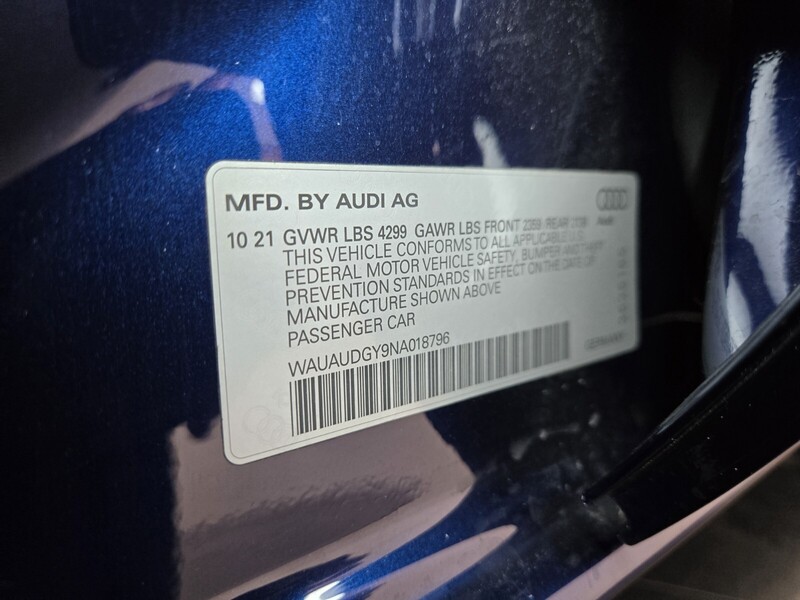 MFD. BY AUDI AG
Audi
10 21 GVWR LBS 4299 GAWR LBS FRONT REAR
THIS VEHICLE CONFORMS TO ALL APPLICABLE U.S.
FEDERAL MOTOR VEHICLE SAFETY, BUMPER AND THEFT
PREVENTION STANDARDS IN EFFECT ON THE DATE OF
MANUFACTURE SHOWN ABOVE
PASSENGER CAR
WAUAUDGY9NA018796
GERMANY